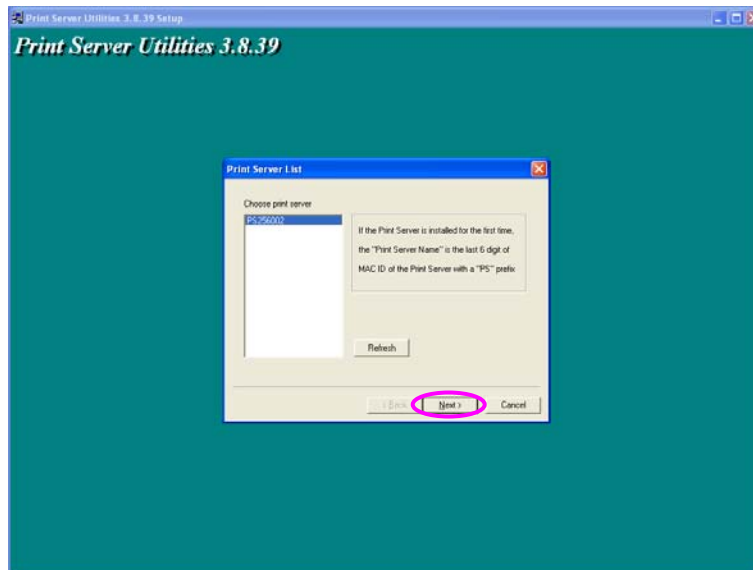 Print Server Utilities 3.8.39 Setup
Print Server Utilities 3.8.39
Print Server List
Choose print server
PS256002
If the Print Server is installed for the first time,
the "Print Server Name" is the last 6 digit of
MAC ID of the Print Server with a "PS" prefix
Refresh
< Back
Next >
Cancel